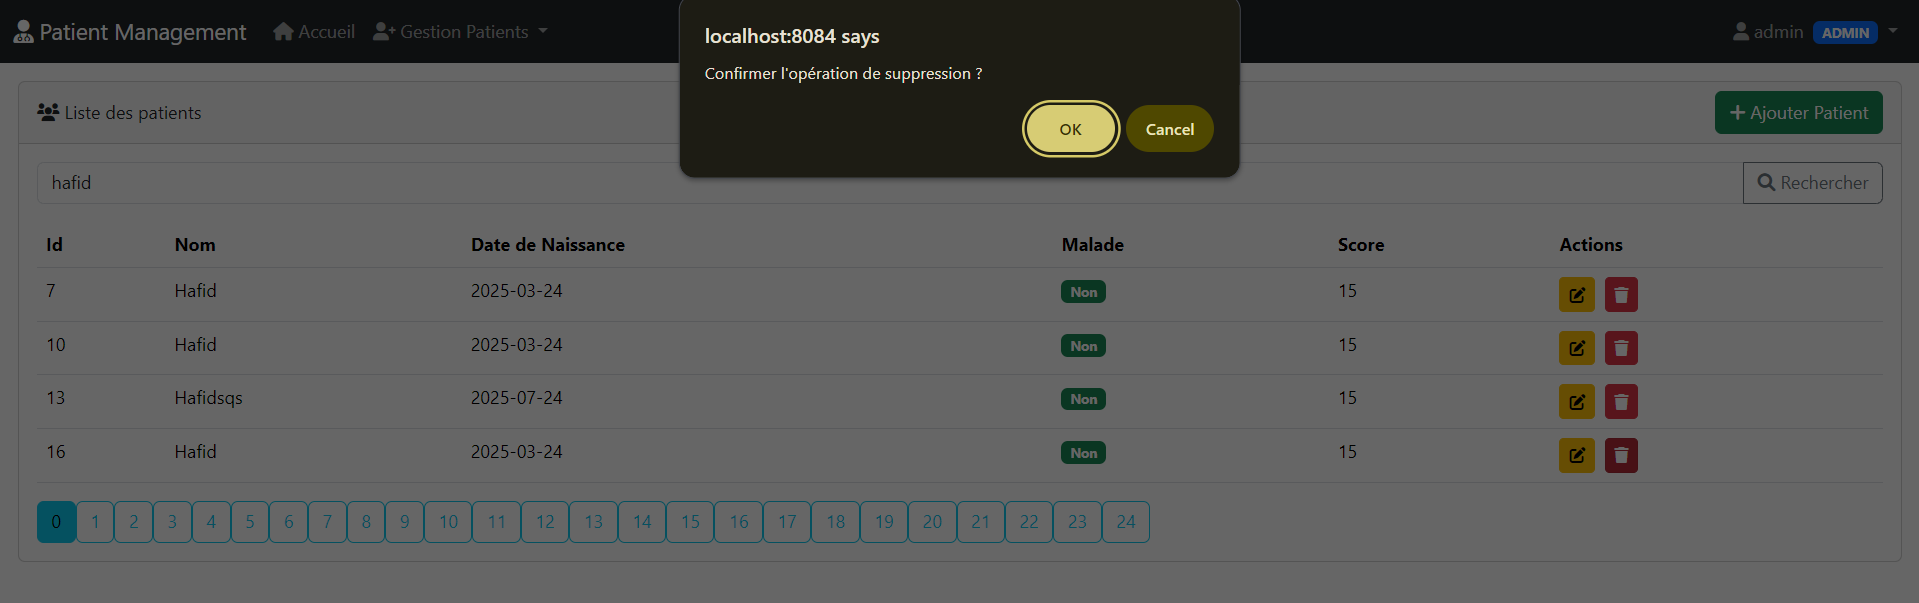 Patient Management Accueil Gestion Patients admin ADMIN
localhost:8084 says
Confirmer l'opération de suppression ?
OK Cancel
Liste des patients Ajouter Patient
hafid Rechercher
Id Nom Date de Naissance Malade Score Actions
7 Hafid 2025-03-24 Non 15
10 Hafid 2025-03-24 Non 15
13 Hafidsqs 2025-07-24 Non 15
16 Hafid 2025-03-24 Non 15
0 1 2 3 4 5 6 7 8 9 10 11 12 13 14 15 16 17 18 19 20 21 22 23 24